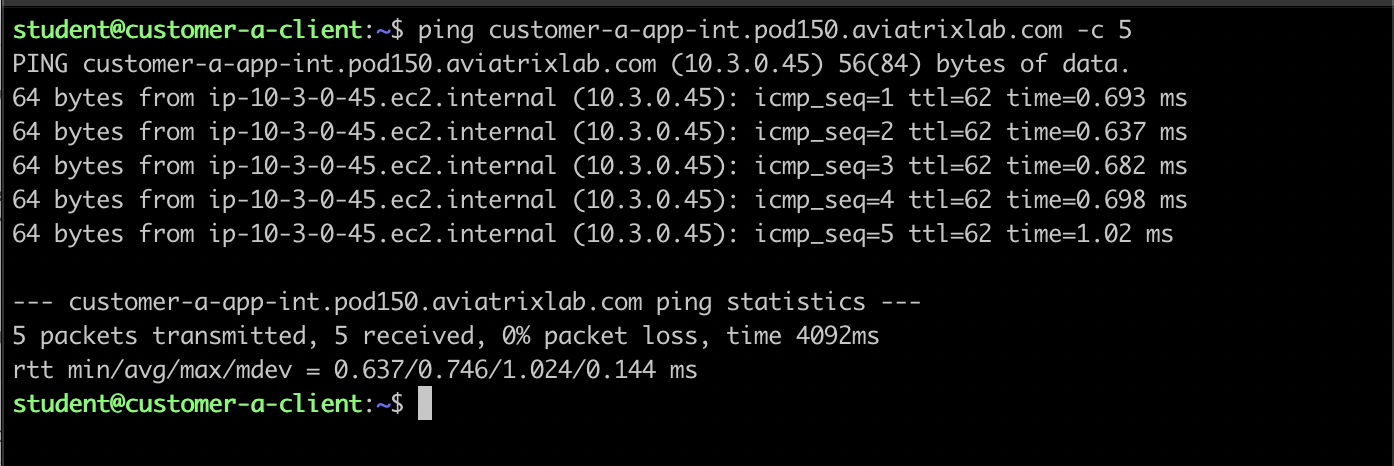 student@customer-a-client:~$ ping customer-a-app-int.pod150.aviatrixlab.com -c 5
PING customer-a-app-int.pod150.aviatrixlab.com (10.3.0.45) 56(84) bytes of data.
64 bytes from ip-10-3-0-45.ec2.internal (10.3.0.45): icmp_seq=1 ttl=62 time=0.693 ms
64 bytes from ip-10-3-0-45.ec2.internal (10.3.0.45): icmp_seq=2 ttl=62 time=0.637 ms
64 bytes from ip-10-3-0-45.ec2.internal (10.3.0.45): icmp_seq=3 ttl=62 time=0.682 ms
64 bytes from ip-10-3-0-45.ec2.internal (10.3.0.45): icmp_seq=4 ttl=62 time=0.698 ms
64 bytes from ip-10-3-0-45.ec2.internal (10.3.0.45): icmp_seq=5 ttl=62 time=1.02 ms

--- customer-a-app-int.pod150.aviatrixlab.com ping statistics ---
5 packets transmitted, 5 received, 0% packet loss, time 4092ms
rtt min/avg/max/mdev = 0.637/0.746/1.024/0.144 ms
student@customer-a-client:~$